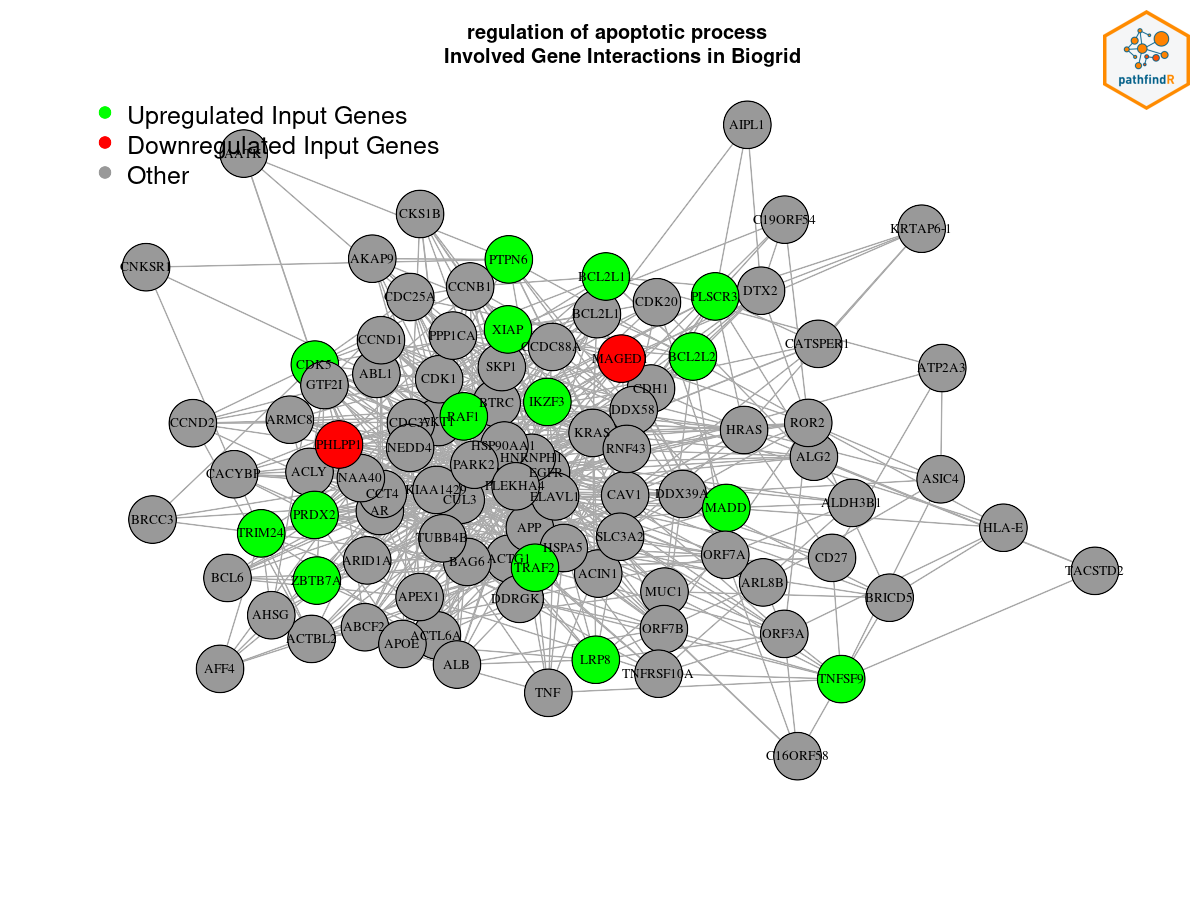 regulation of apoptotic process
Involved Gene Interactions in Biogrid
pathfindR
Upregulated Input Genes
Downregulated Input Genes
Other
AATK
AIPL1
CKS1B
C19ORF54
KRTAP6-1
CNKSR1
AKAP9
PTPN6
CCNB1
BCL2L1
CDC25A
PLSCR3
DTX2
CDK20
BCL2L1
XIAP
PPP1CA
CCND1
CCDC88A
MAGED1
BCL2L2
CATSPER1
CDK5
SKP1
ATP2A3
GTF2I
ABL1
CDK1
CDH1
BTRC
IKZF3
DDX58
RAF1
ARMC8
CCND2
CDC37
AKT1
KRAS
HRAS
ROR2
PHLPP1
NEDD4
HSP90AA1
RNF43
HNRNPH1
ALG2
PARK2
CACYBP
ACLY
NAA40
EGFR
ASIC4
CCT4
KIAA1429
PLEKHA4
CUL3
ELAVL1
CAV1
DDX39A
ALDH3B1
AR
PRDX2
MADD
BRCC3
TRIM24
APP
HLA-E
TUBB4B
SLC3A2
HSPA5
ARID1A
BAG6
ACTG1
TRAF2
ACIN1
ORF7A
CD27
TACSTD2
BCL6
ZBTB7A
ARL8B
MUC1
APEX1
DDRGK1
BRICD5
AHSG
ABCF2
ACTBL2
ACTL6A
APOE
ORF7B
ORF3A
AFF4
ALB
LRP8
TNFRSF10A
TNFSF9
TNF
C16ORF58